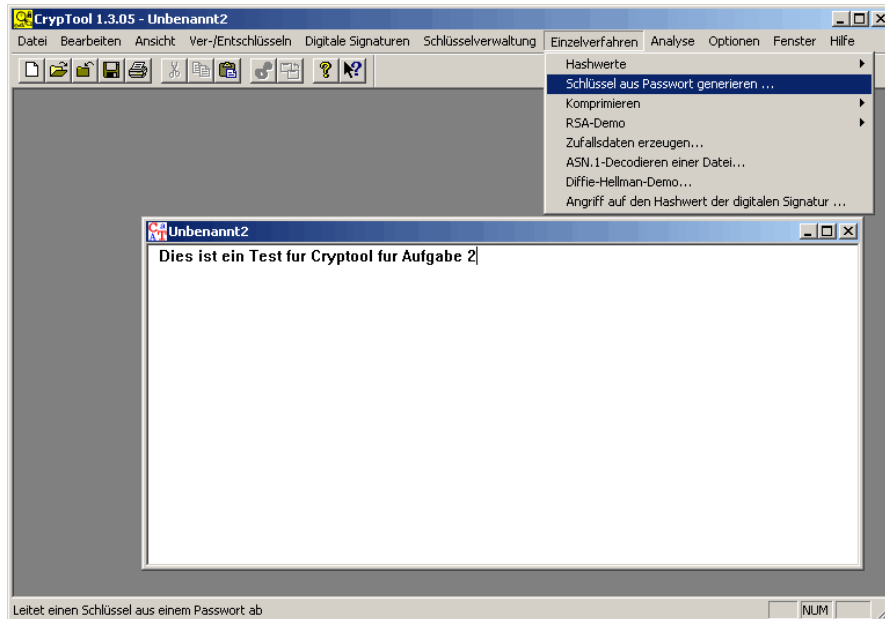 CrypTool 1.3.05 - Unbenannt2
Datei Bearbeiten Ansicht Ver-/Entschlüsseln Digitale Signaturen Schlüsselverwaltung Einzelverfahren Analyse Optionen Fenster Hilfe
Hashwerte
Schlüssel aus Passwort generieren ...
Komprimieren
RSA-Demo
Zufallsdaten erzeugen...
ASN.1-Decodieren einer Datei...
Diffie-Hellman-Demo...
Angriff auf den Hashwert der digitalen Signatur ...
Unbenannt2
Dies ist ein Test fur Cryptool fur Aufgabe 2
Leitet einen Schlüssel aus einem Passwort ab NUM